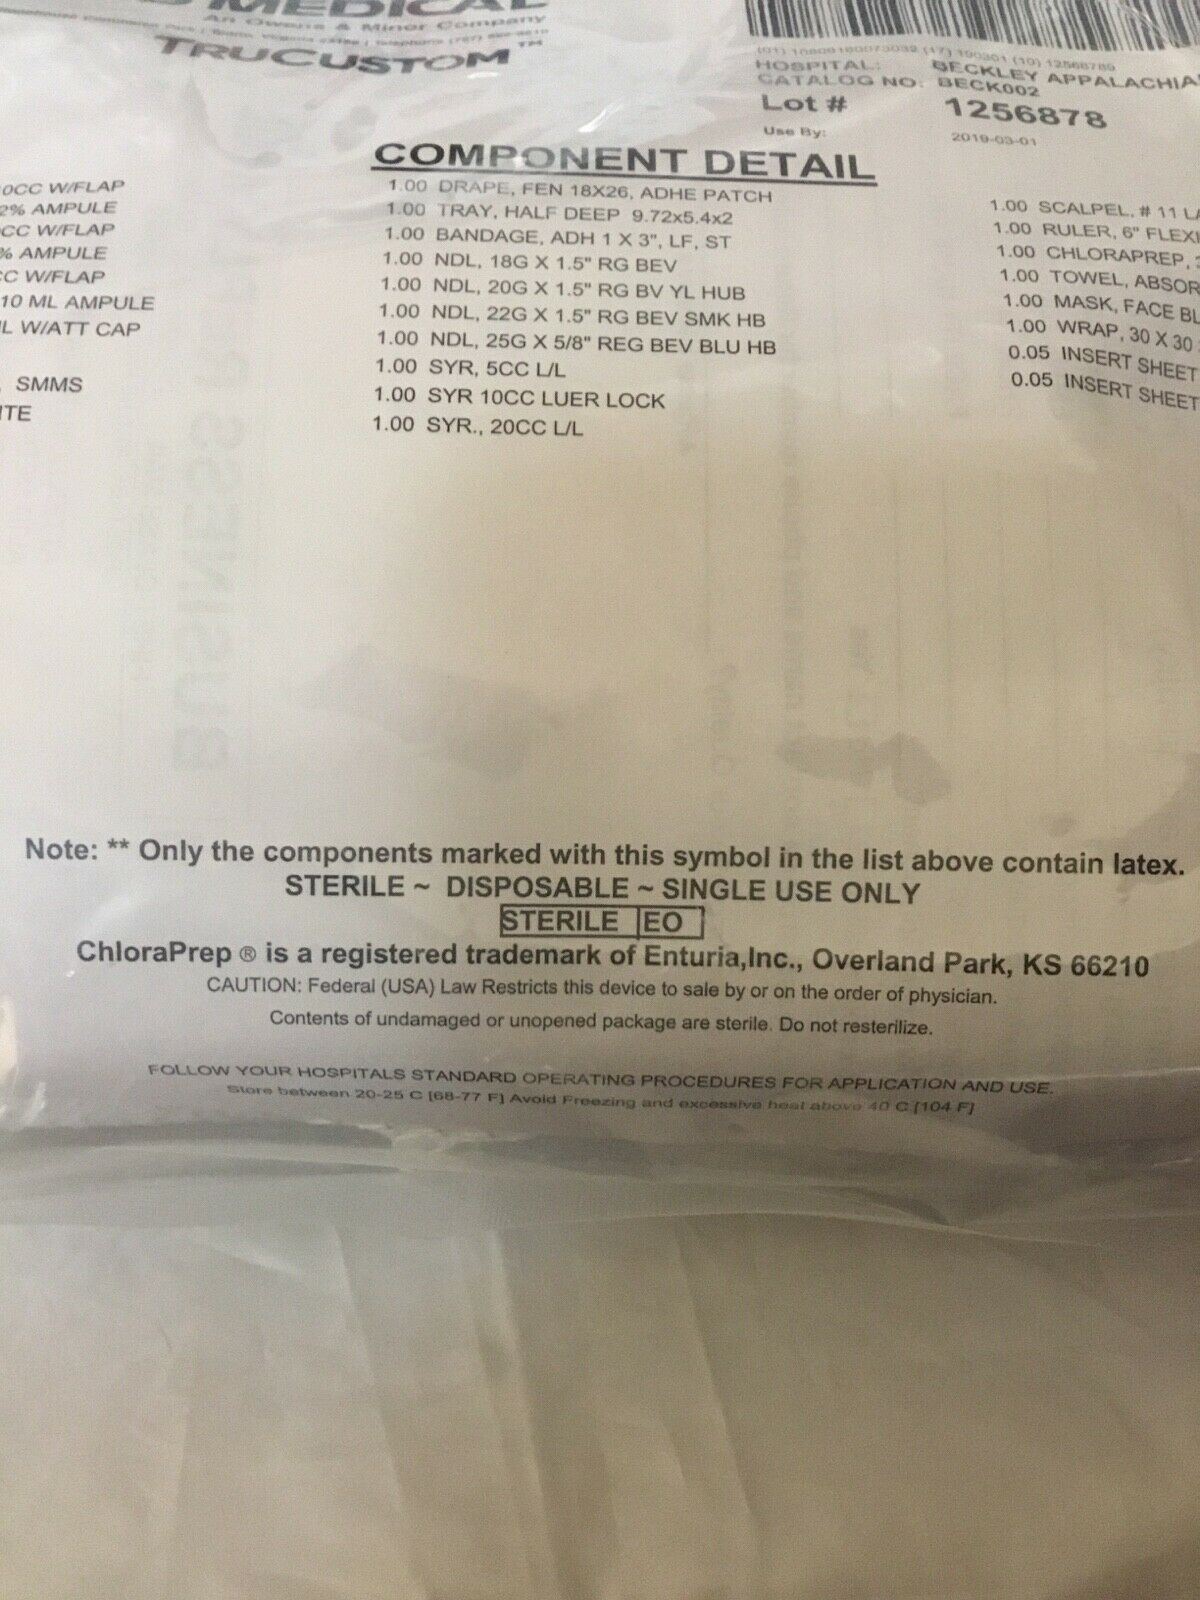 MEDICAL
An Owens & Minor Company
TRUCUSTOM™
HOSPITAL: BECKLEY APPALACHIA
CATALOG NO: BECK002
Lot # 1256878
Use By: 2019-03-01
COMPONENT DETAIL
0CC W/FLAP
2% AMPULE
CC W/FLAP
% AMPULE
CC W/FLAP
10 ML AMPULE
L W/ATT CAP
, SMMS
ITE
1.00 DRAPE, FEN 18X26, ADHE PATCH
1.00 TRAY, HALF DEEP 9.72x5.4x2
1.00 BANDAGE, ADH 1 X 3", LF, ST
1.00 NDL, 18G X 1.5" RG BEV
1.00 NDL, 20G X 1.5" RG BV YL HUB
1.00 NDL, 22G X 1.5" RG BEV SMK HB
1.00 NDL, 25G X 5/8" REG BEV BLU HB
1.00 SYR, 5CC L/L
1.00 SYR 10CC LUER LOCK
1.00 SYR., 20CC L/L
1.00 SCALPEL, # 11 LA
1.00 RULER, 6" FLEXI
1.00 CHLORAPREP,
1.00 TOWEL, ABSOR
1.00 MASK, FACE BL
1.00 WRAP, 30 X 30
0.05 INSERT SHEET
0.05 INSERT SHEET
Note: ** Only the components marked with this symbol in the list above contain latex.
STERILE ~ DISPOSABLE ~ SINGLE USE ONLY
STERILE EO
ChloraPrep ® is a registered trademark of Enturia,Inc., Overland Park, KS 66210
CAUTION: Federal (USA) Law Restricts this device to sale by or on the order of physician.
Contents of undamaged or unopened package are sterile. Do not resterilize.
FOLLOW YOUR HOSPITALS STANDARD OPERATING PROCEDURES FOR APPLICATION AND USE.
Store between 20-25 C [68-77 F] Avoid Freezing and excessive heat above 40 C [104 F]